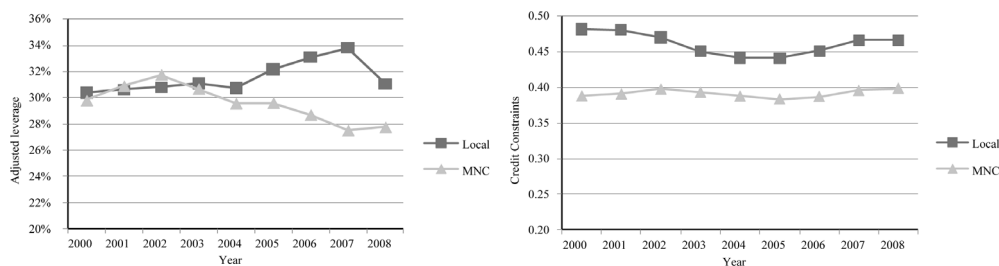 36%
34%
32%
30%
28%
26%
24%
22%
20%
Adjusted leverage
2000 2001 2002 2003 2004 2005 2006 2007 2008
Year
Local
MNC
0.50
0.45
0.40
0.35
0.30
0.25
0.20
Credit Constraints
2000 2001 2002 2003 2004 2005 2006 2007 2008
Year
Local
MNC